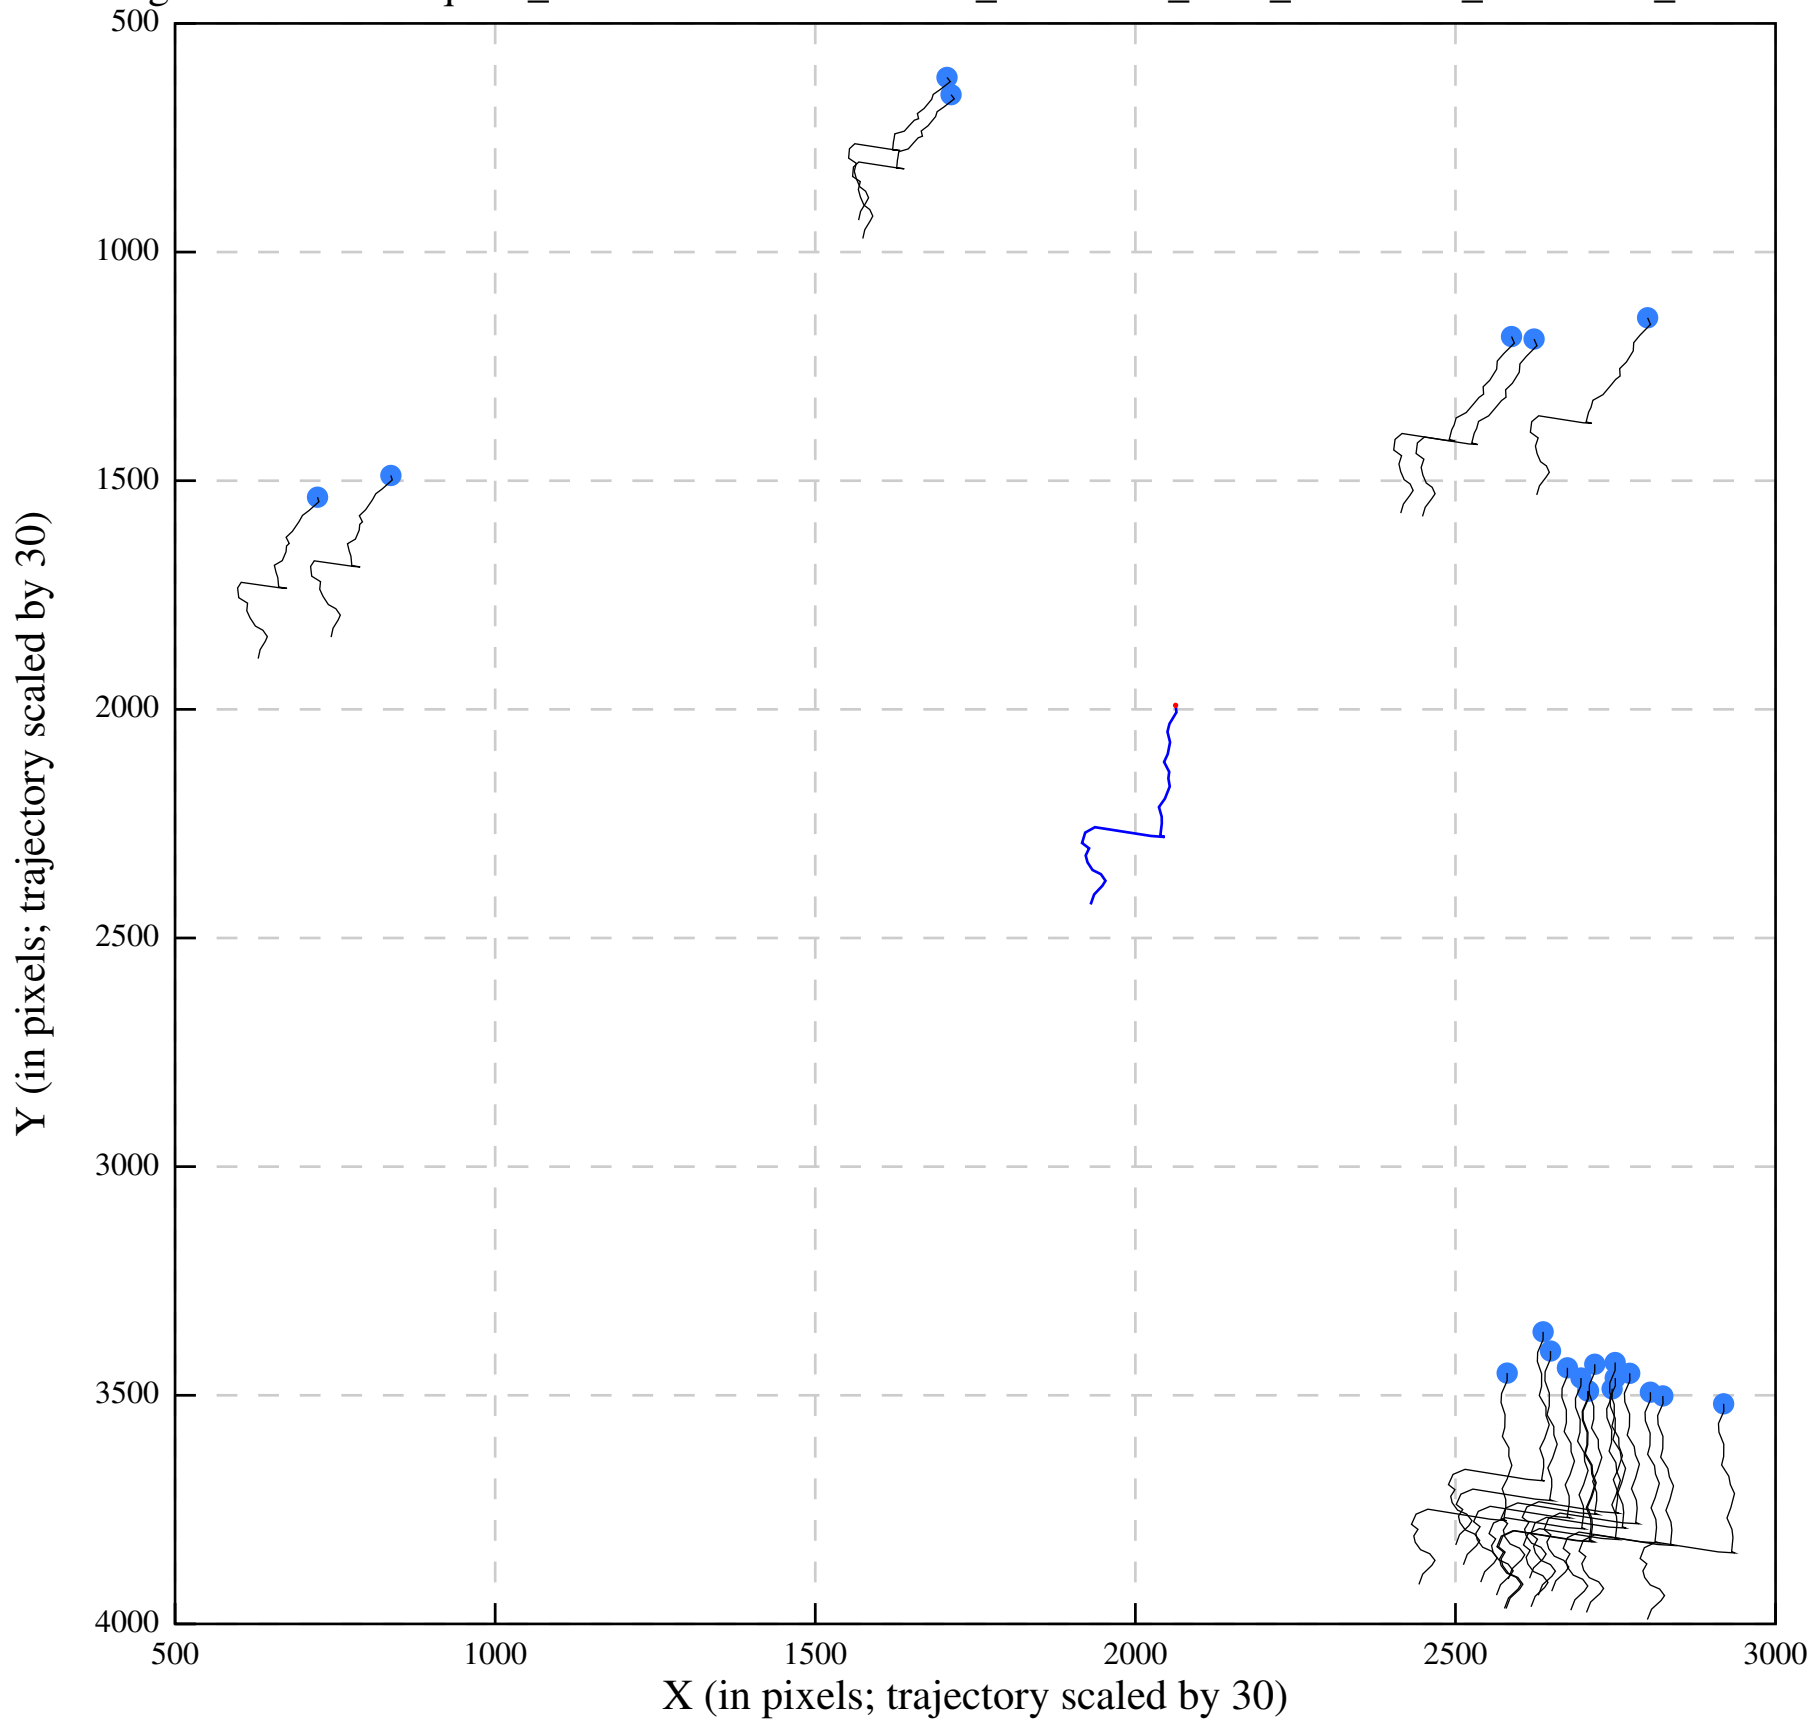 500
1000
1500
2000
2500
3000
3500
4000
Y (in pixels; trajectory scaled by 30)
500 1000 1500 2000 2500 3000
X (in pixels; trajectory scaled by 30)